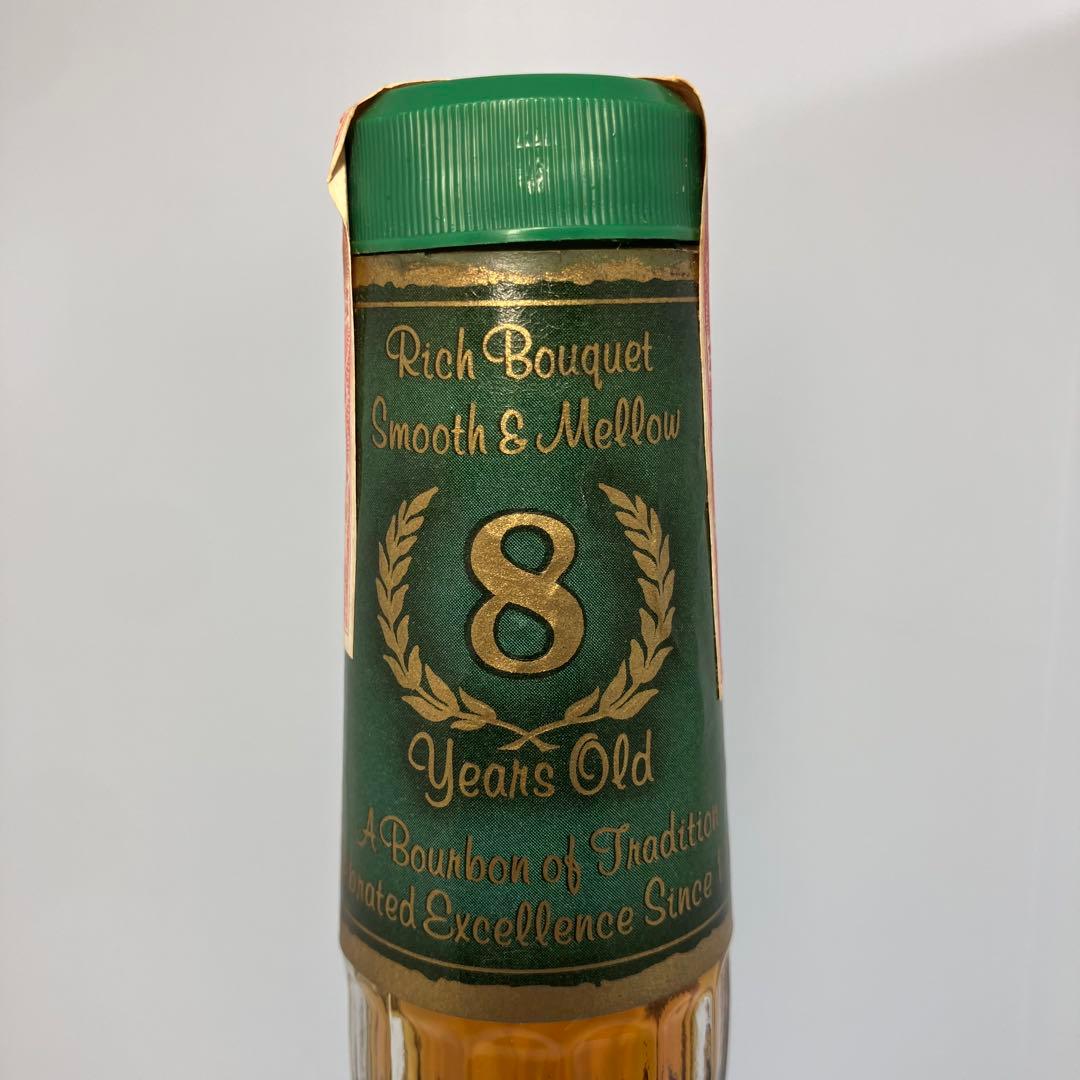 Rich Bouquet
Smooth & Mellow
8
Years Old
A Bourbon of Tradition
Excellence Since